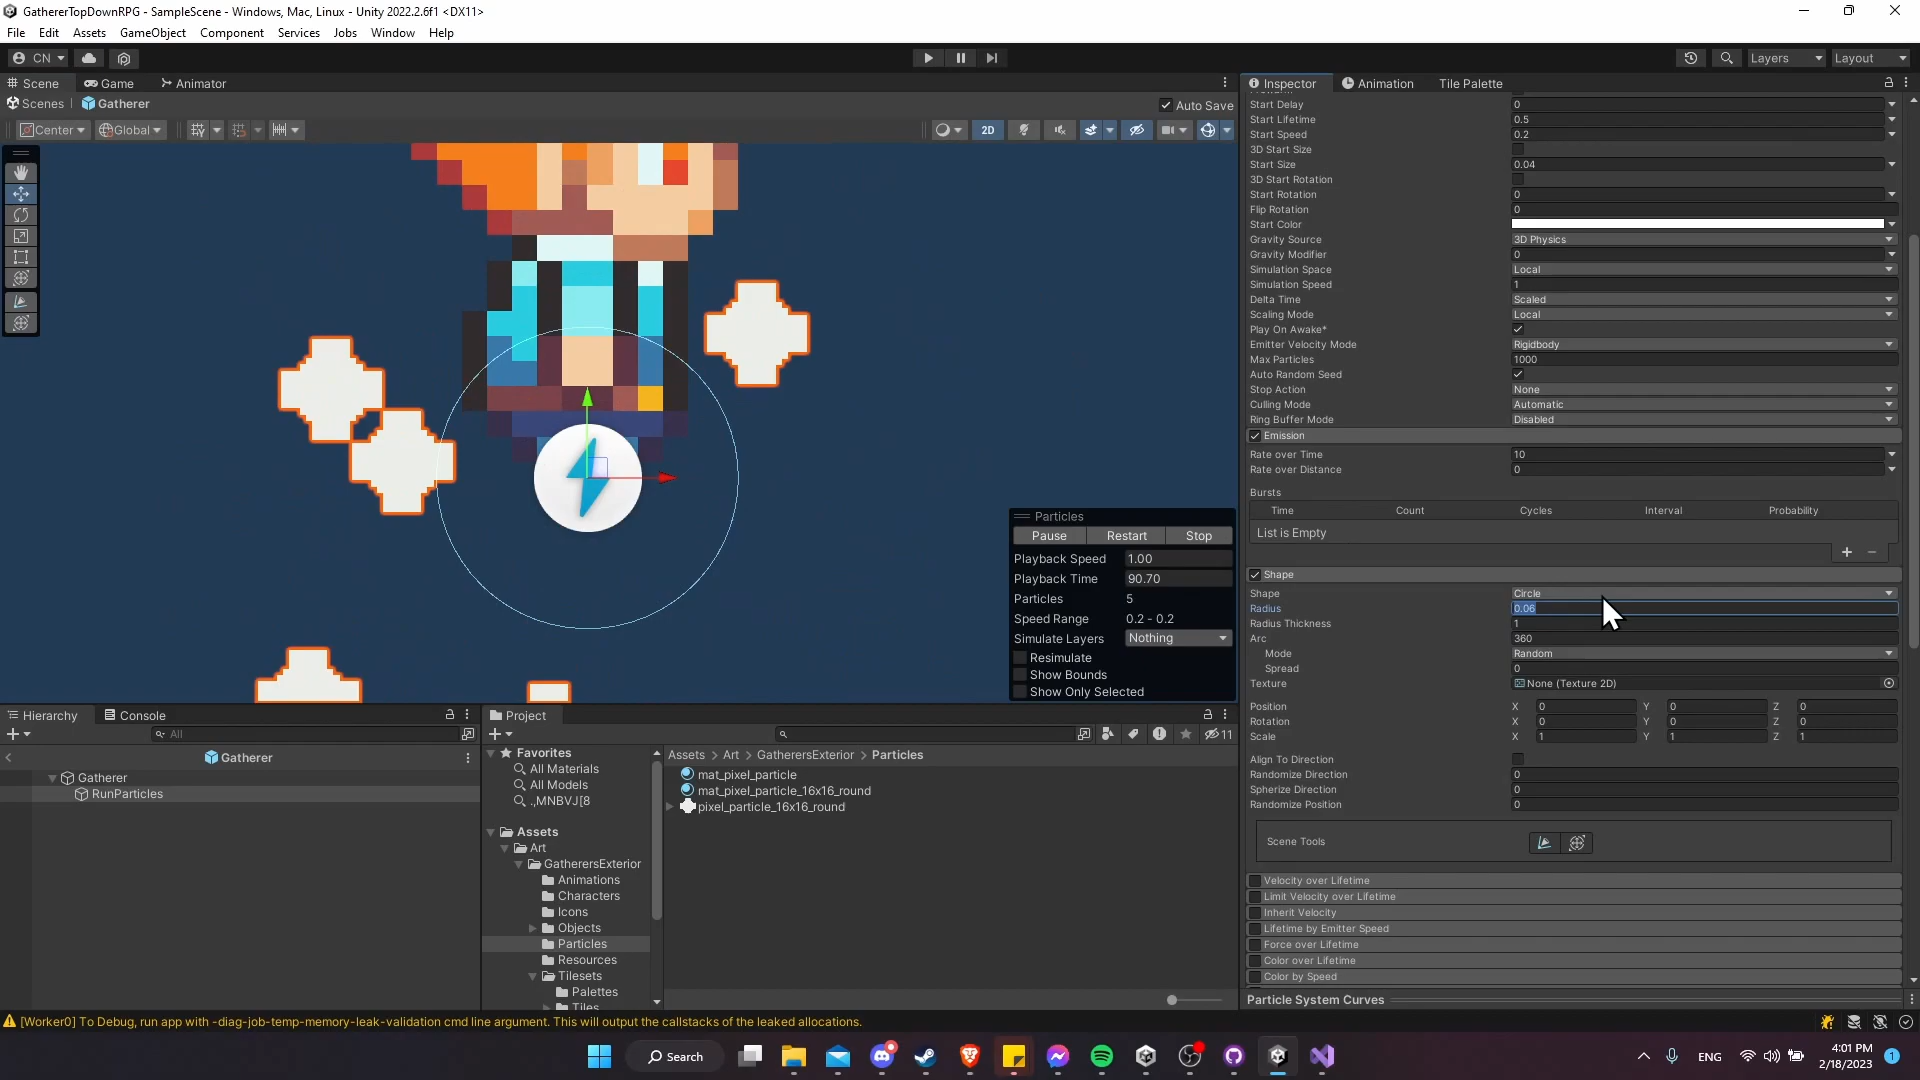 GathererTopDownRPG - SampleScene - Windows, Mac, Linux - Unity 2022.2.6f1 <DX11>
File Edit Assets GameObject Component Services Jobs Window Help
CN Layers Layout
Scene Game Animator
Scenes Gatherer Auto Save
Center Global 2D
Particles
Pause Restart Stop
Playback Speed 1.00
Playback Time 90.70
Particles 5
Speed Range 0.2 - 0.2
Simulate Layers Nothing
Resimulate
Show Bounds
Show Only Selected
Inspector Animation Tile Palette
Start Delay 0
Start Lifetime 0.5
Start Speed 0.2
3D Start Size
Start Size 0.04
3D Start Rotation
Start Rotation 0
Flip Rotation 0
Start Color
Gravity Source 3D Physics
Gravity Modifier 0
Simulation Space Local
Simulation Speed 1
Delta Time Scaled
Scaling Mode Local
Play On Awake*
Emitter Velocity Mode Rigidbody
Max Particles 1000
Auto Random Seed
Stop Action None
Culling Mode Automatic
Ring Buffer Mode Disabled
Emission
Rate over Time 10
Rate over Distance 0
Bursts
Time Count Cycles Interval Probability
List is Empty
Shape
Shape Circle
Radius 0.06
Radius Thickness 1
Arc 360
Mode Random
Spread 0
Texture None (Texture 2D)
Position X 0 Y 0 Z 0
Rotation X 0 Y 0 Z 0
Scale X 1 Y 1 Z 1
Align To Direction
Randomize Direction 0
Spherize Direction 0
Randomize Position 0
Scene Tools
Velocity over Lifetime
Limit Velocity over Lifetime
Inherit Velocity
Lifetime by Emitter Speed
Force over Lifetime
Color over Lifetime
Color by Speed
Particle System Curves
Hierarchy Console
All
Gatherer
Gatherer
RunParticles
Project
11
Favorites
All Materials
All Models
.,MNBVJ[8
Assets
Art
GatherersExterior
Animations
Characters
Icons
Objects
Particles
Resources
Tilesets
Palettes
Tiles
Assets > Art > GatherersExterior > Particles
mat_pixel_particle
mat_pixel_particle_16x16_round
pixel_particle_16x16_round
[Worker0] To Debug, run app with -diag-job-temp-memory-leak-validation cmd line argument. This will output the callstacks of the leaked allocations.
Search
ENG
4:01 PM
2/18/2023
1